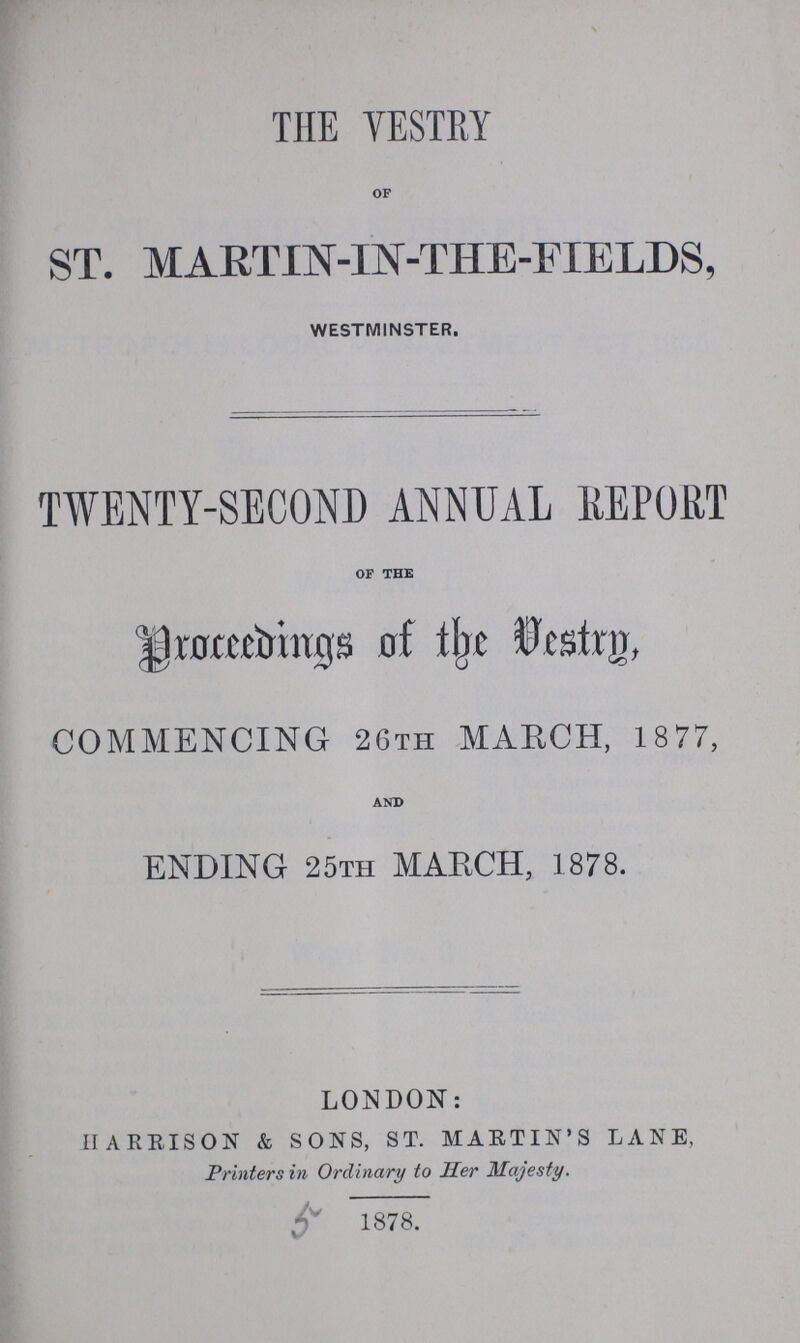 THE VESTRY
OF
ST. MARTIN-IN-THE-FIELDS,
WESTMINSTER.
TWENTY-SECOND ANNUAL REPORT
OF THE
Proceedings of the Vestry,
COMMENCING 26TH MARCH, 1877,
AND
ENDING 25TH MARCH, 1878.
LONDON:
HARRISON & SONS, ST. MARTIN'S LANE,
Printers in Ordinary to Her Majesty.
1878.